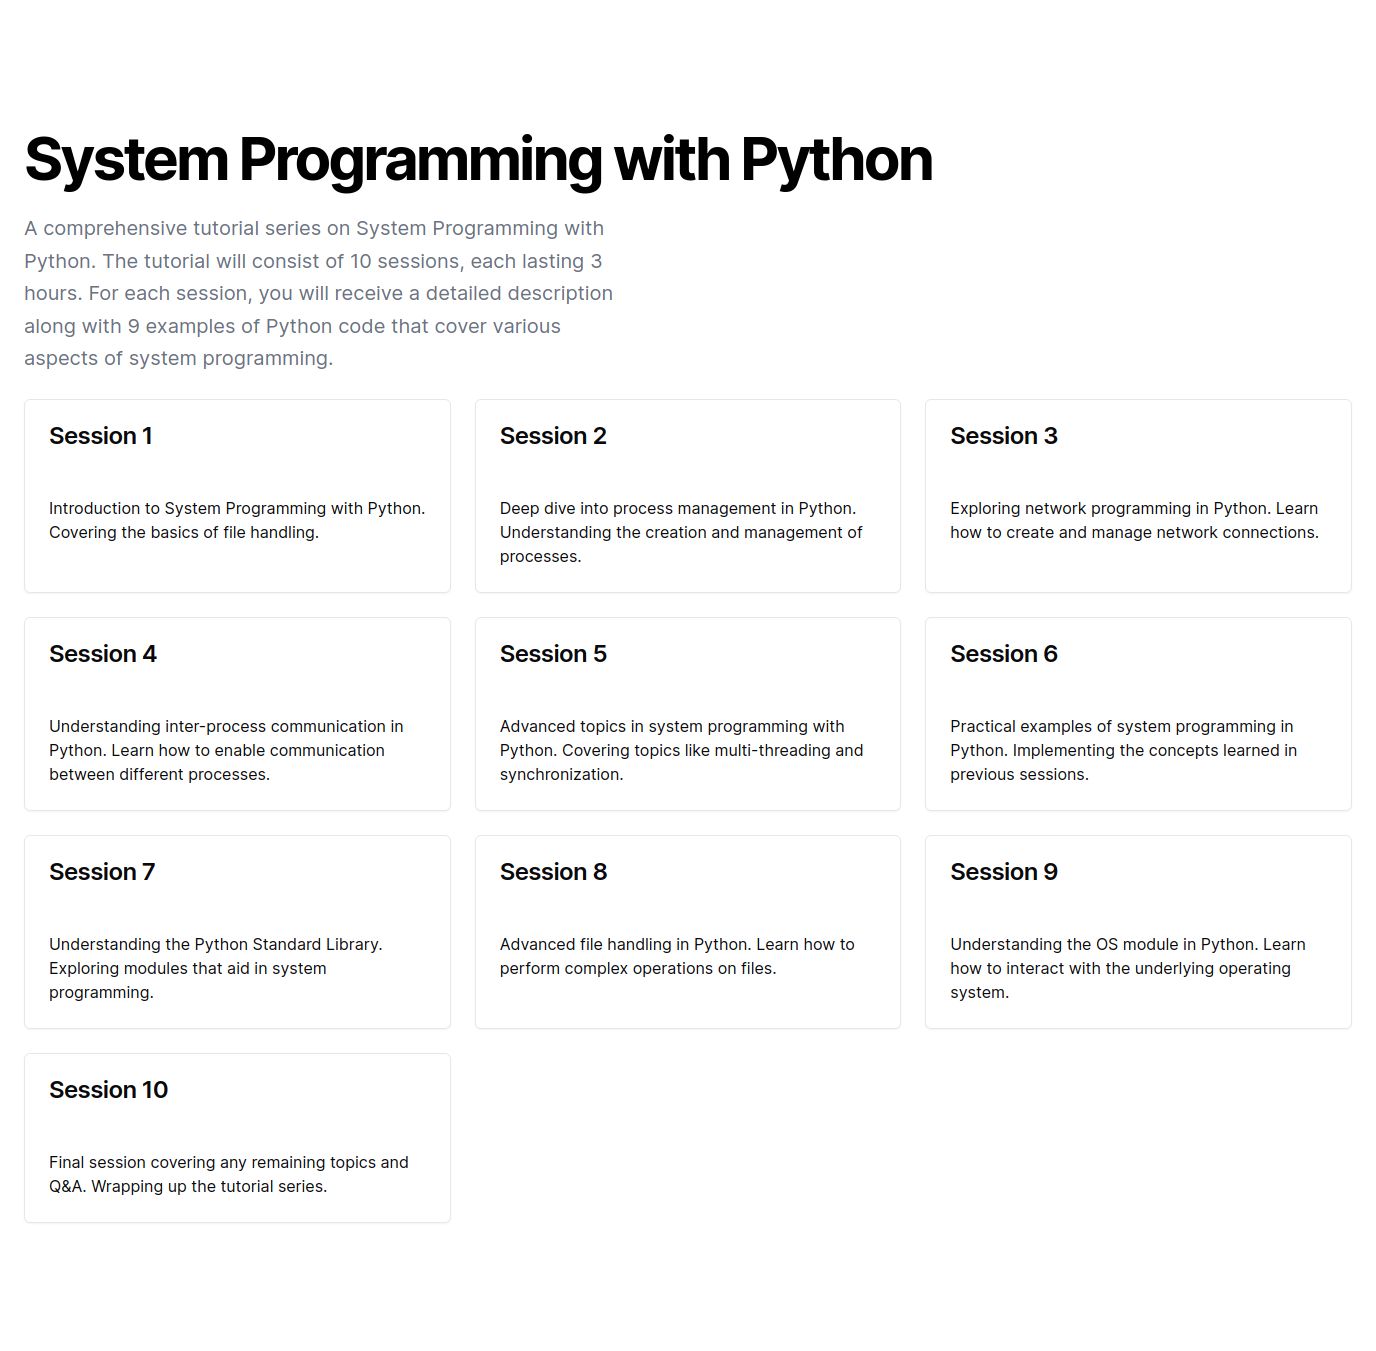 System Programming with Python
A comprehensive tutorial series on System Programming with
Python. The tutorial will consist of 10 sessions, each lasting 3
hours. For each session, you will receive a detailed description
along with 9 examples of Python code that cover various
aspects of system programming.
Session 1
Introduction to System Programming with Python.
Covering the basics of file handling.
Session 2
Deep dive into process management in Python.
Understanding the creation and management of
processes.
Session 3
Exploring network programming in Python. Learn
how to create and manage network connections.
Session 4
Understanding inter-process communication in
Python. Learn how to enable communication
between different processes.
Session 5
Advanced topics in system programming with
Python. Covering topics like multi-threading and
synchronization.
Session 6
Practical examples of system programming in
Python. Implementing the concepts learned in
previous sessions.
Session 7
Understanding the Python Standard Library.
Exploring modules that aid in system
programming.
Session 8
Advanced file handling in Python. Learn how to
perform complex operations on files.
Session 9
Understanding the OS module in Python. Learn
how to interact with the underlying operating
system.
Session 10
Final session covering any remaining topics and
Q&A. Wrapping up the tutorial series.